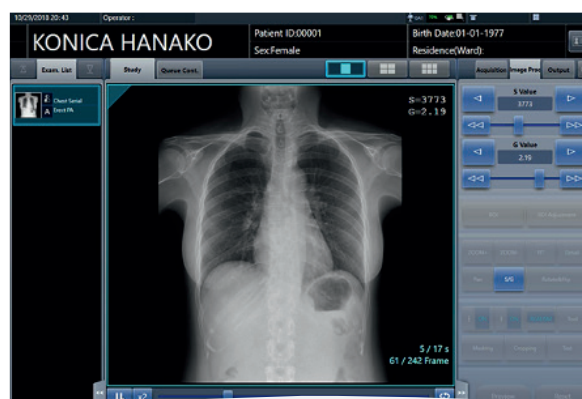 10/29/2018 20:43
Operator :
KONICA HANAKO
Patient ID:00001
Sex:Female
Birth Date:01-01-1977
Residence(Ward):
Exam. List
Study
Queue Cont.
Acquisition
Image Proc
Output
Chest Serial
A Erect PA
S=3773
G=2.19
S Value
3773
G Value
2.19
S/G
5 / 17 s
61 / 242 Frame
x2